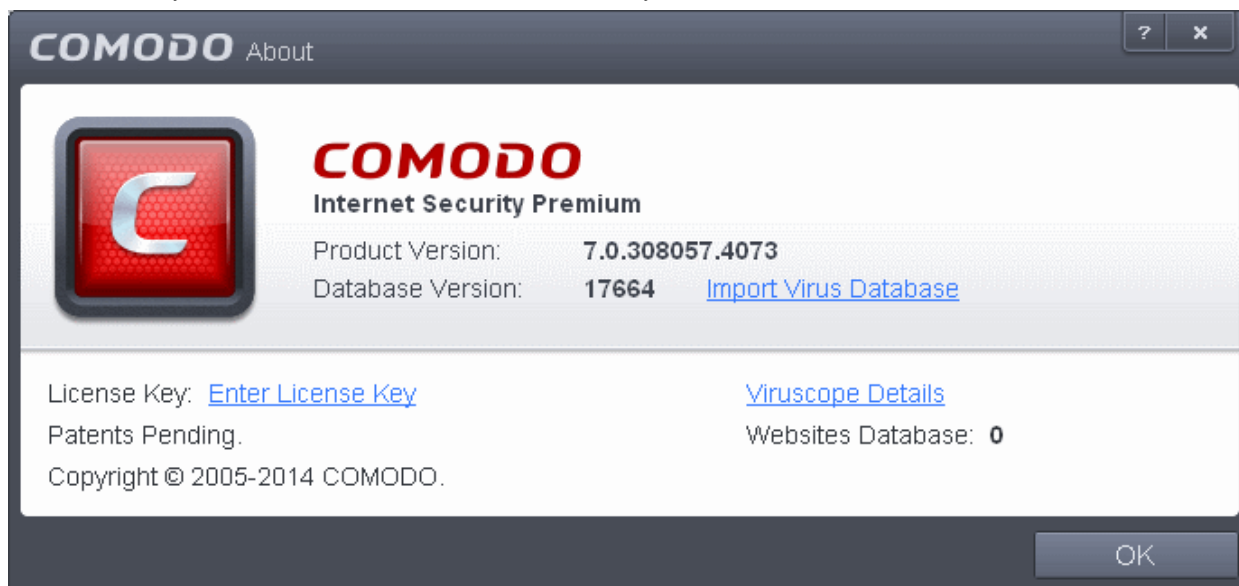 COMODO About
? x
C
COMODO
Internet Security Premium
Product Version: 7.0.308057.4073
Database Version: 17664 Import Virus Database
License Key: Enter License Key Viruscope Details
Patents Pending. Websites Database: 0
Copyright © 2005-2014 COMODO.
OK